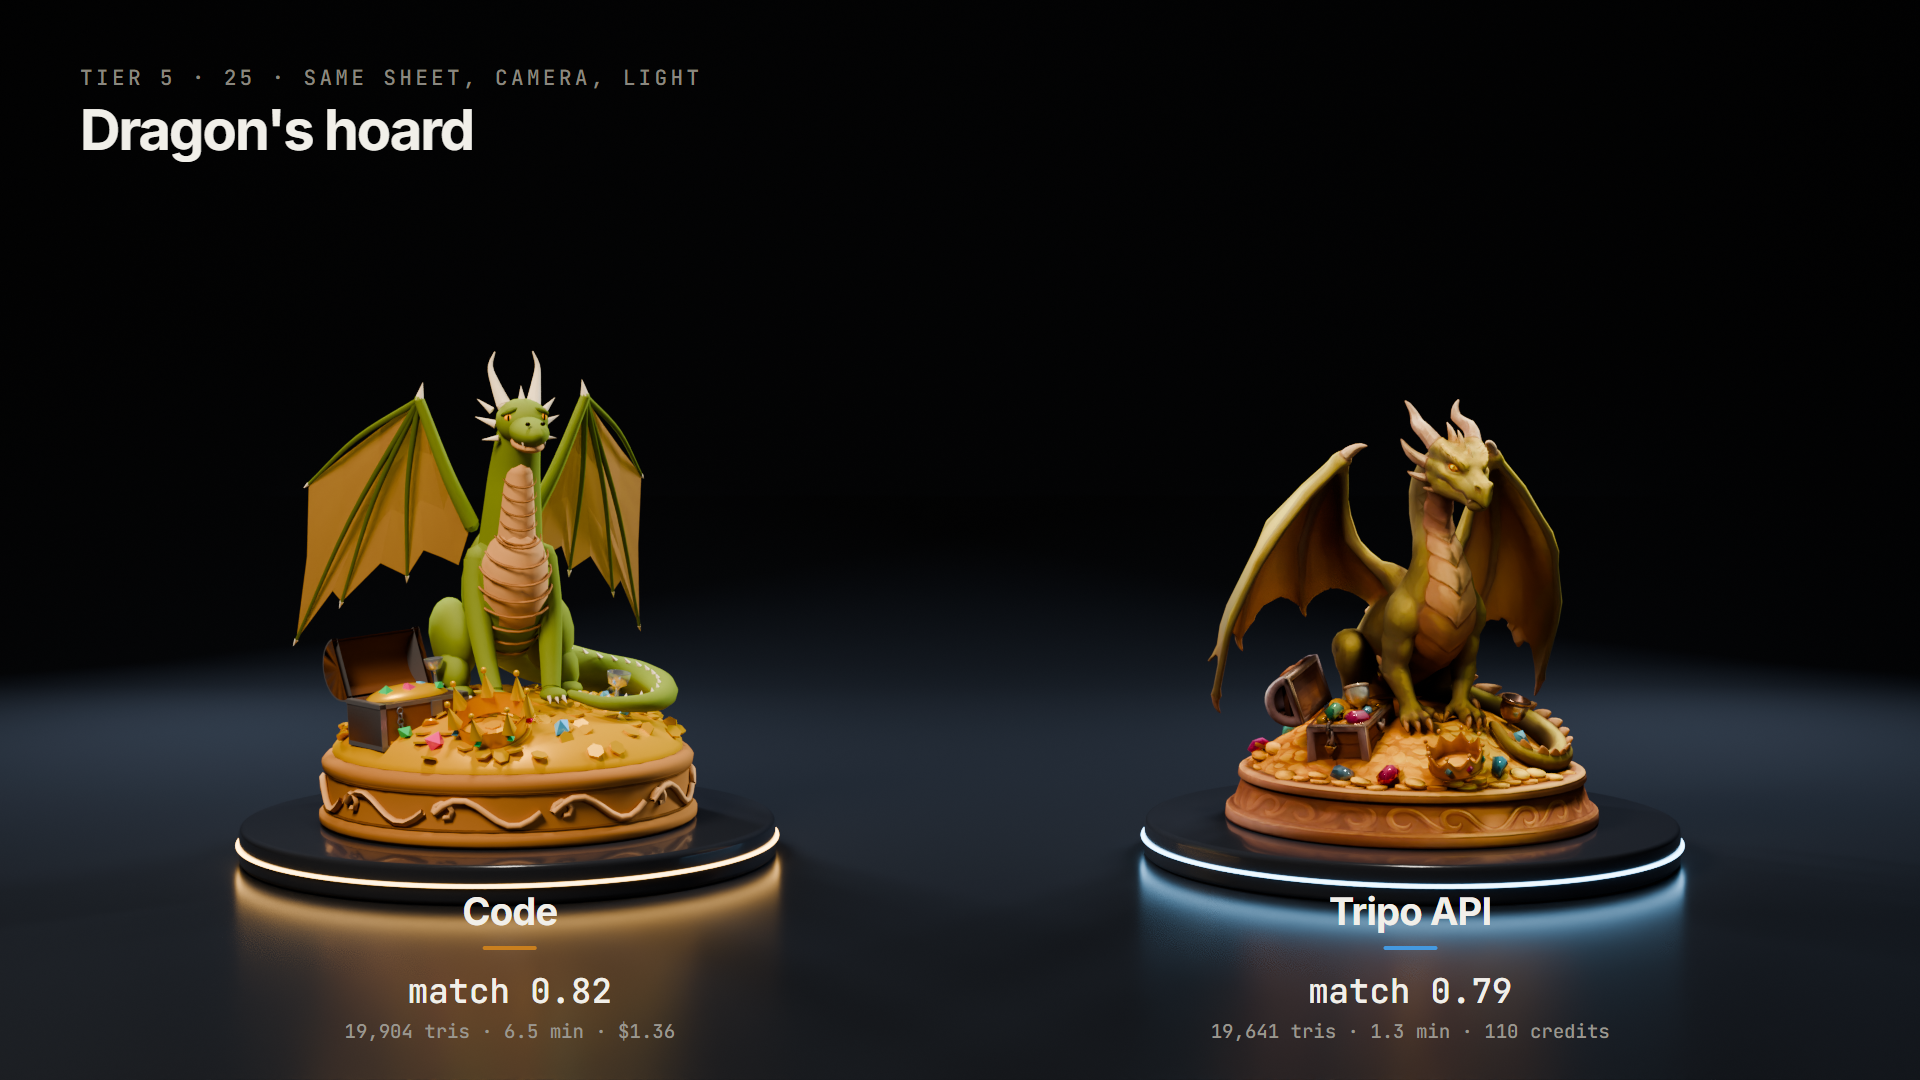 TIER 5 · 25 · SAME SHEET, CAMERA, LIGHT
Dragon's hoard
Code
match 0.82
19,904 tris · 6.5 min · $1.36
Tripo API
match 0.79
19,641 tris · 1.3 min · 110 credits